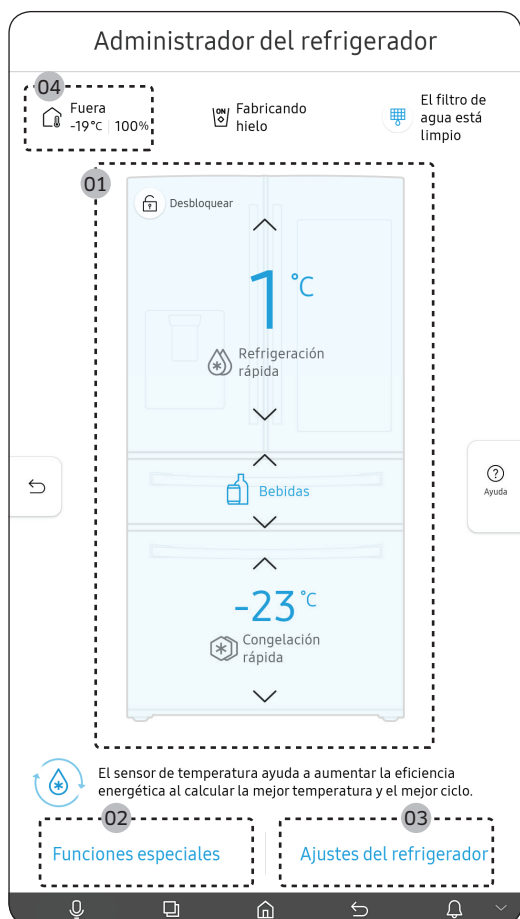 Administrador del refrigerador
04
Fuera
-19°C | 100%
Fabricando
hielo
El filtro de
agua está
limpio
01
Desbloquear
1 °C
Refrigeración
rápida
Bebidas
Ayuda
-23 °C
Congelación
rápida
El sensor de temperatura ayuda a aumentar la eficiencia
energética al calcular la mejor temperatura y el mejor ciclo.
02
03
Funciones especiales
Ajustes del refrigerador